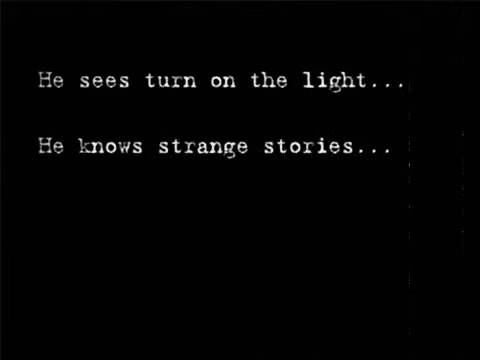 He sees turn on the light...
He knows strange stories...